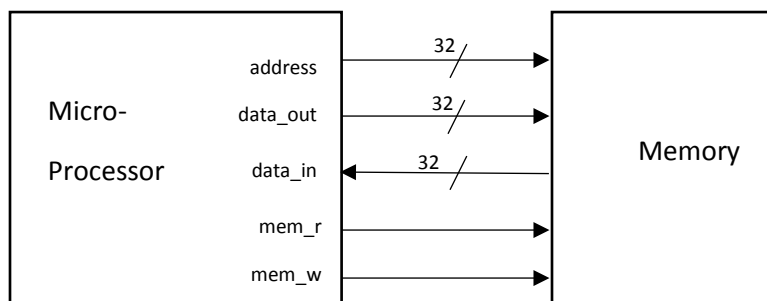 32
address
32
Micro-
data_out
32
Memory
Processor
data_in
mem_r
mem_w